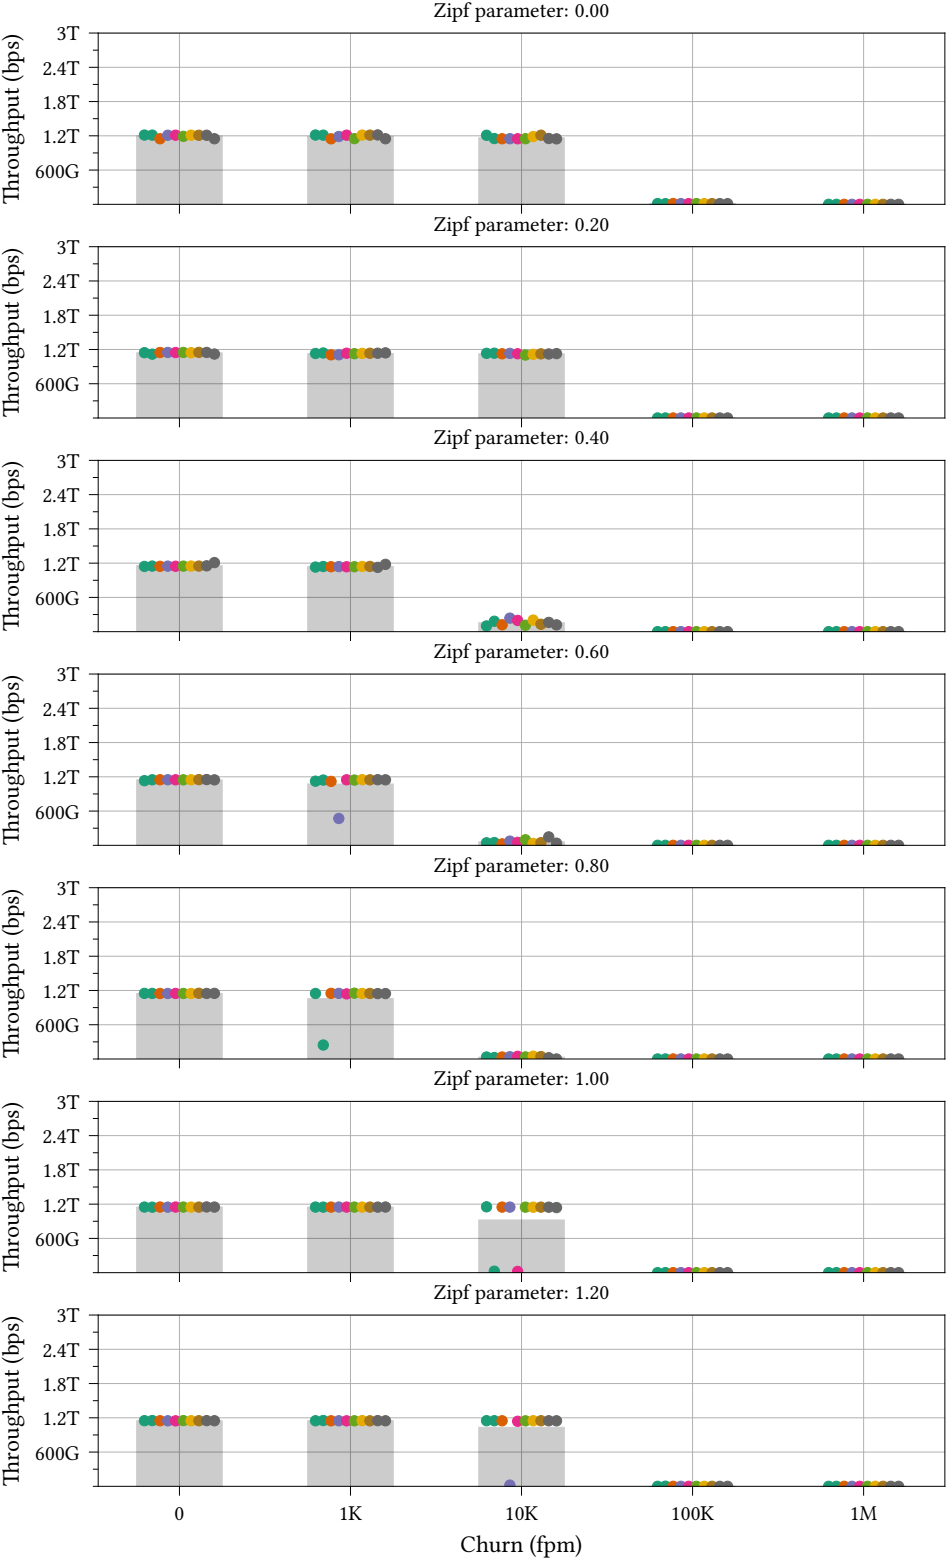 Zipf parameter: 0.00
Throughput (bps)
3T
2.4T
1.8T
1.2T
600G
Zipf parameter: 0.20
Throughput (bps)
3T
2.4T
1.8T
1.2T
600G
Zipf parameter: 0.40
Throughput (bps)
3T
2.4T
1.8T
1.2T
600G
Zipf parameter: 0.60
Throughput (bps)
3T
2.4T
1.8T
1.2T
600G
Zipf parameter: 0.80
Throughput (bps)
3T
2.4T
1.8T
1.2T
600G
Zipf parameter: 1.00
Throughput (bps)
3T
2.4T
1.8T
1.2T
600G
Zipf parameter: 1.20
Throughput (bps)
3T
2.4T
1.8T
1.2T
600G
0 1K 10K 100K 1M
Churn (fpm)